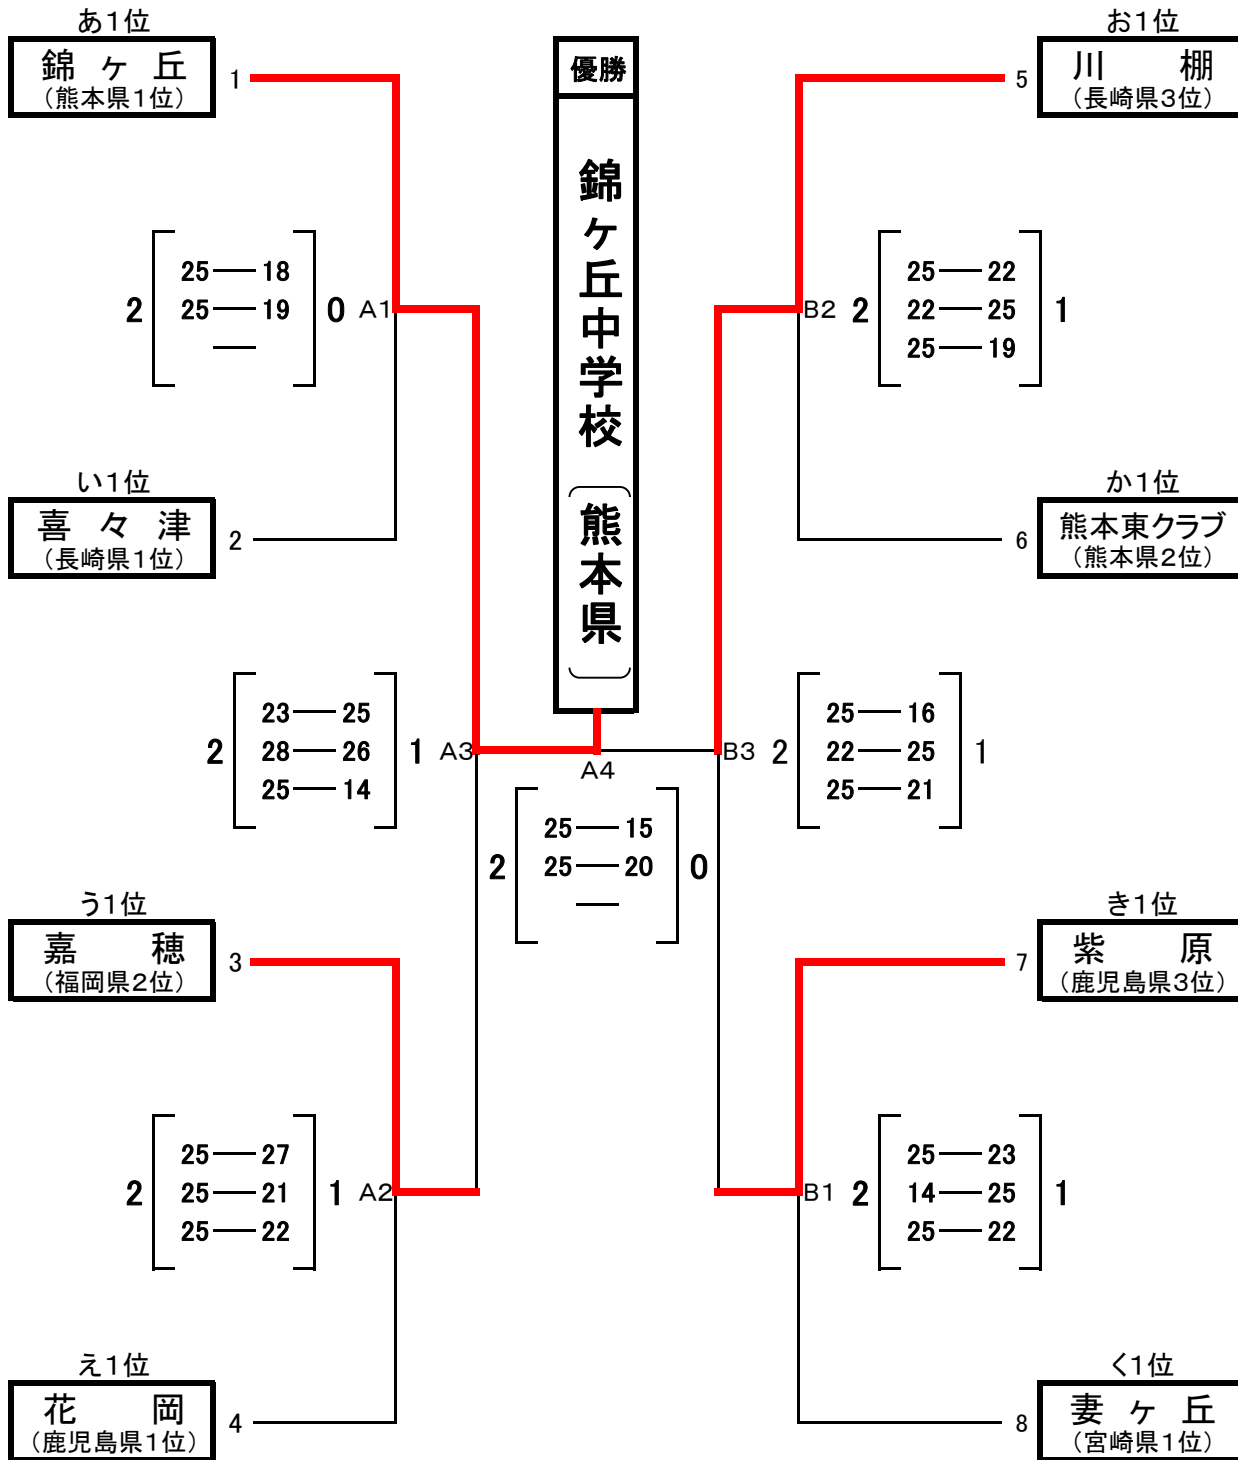 あ1位
錦ヶ丘
(熊本県1位)
1
優勝
錦ヶ丘中学校
熊本県
お1位
川棚
(長崎県3位)
5
2
25―18
25―19
―
0
A1
B2
2
25―22
22―25
25―19
1
い1位
喜々津
(長崎県1位)
2
か1位
熊本東クラブ
(熊本県2位)
6
2
23―25
28―26
25―14
1
A3
A4
B3
2
25―16
22―25
25―21
1
2
25―15
25―20
―
0
う1位
嘉穂
(福岡県2位)
3
き1位
紫原
(鹿児島県3位)
7
2
25―27
25―21
25―22
1
A2
B1
2
25―23
14―25
25―22
1
え1位
花岡
(鹿児島県1位)
4
く1位
妻ヶ丘
(宮崎県1位)
8